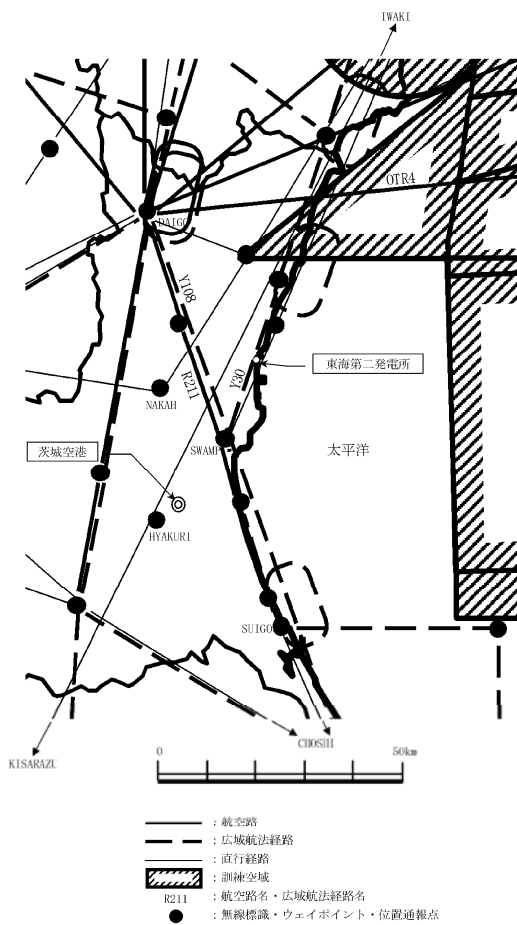 IWAKI
OTR4
DAIGO
Y108
R211
Y30
東海第二発電所
NAKAH
茨城空港
SWAMP
太平洋
HYAKURI
SUIGO
CHOSHI
KISARAZU
0 50km
：航空路
：広域航法経路
：直行経路
：訓練空域
R211 ：航空路名・広域航法経路名
：無線標識・ウェイポイント・位置通報点